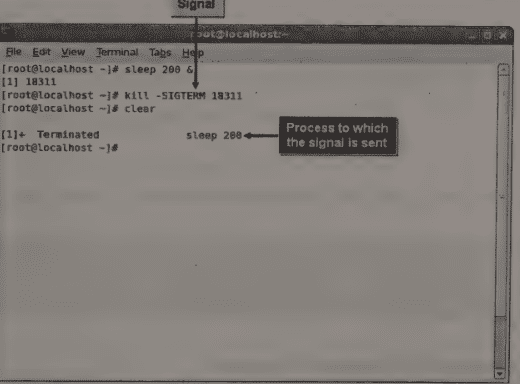 Signal
root@localhost:~
File Edit View Terminal Tabs Help
[root@localhost ~]# sleep 200 &
[1] 18311
[root@localhost ~]# kill -SIGTERM 18311
[root@localhost ~]# clear
[1]+ Terminated sleep 200
Process to which
the signal is sent
[root@localhost ~]#